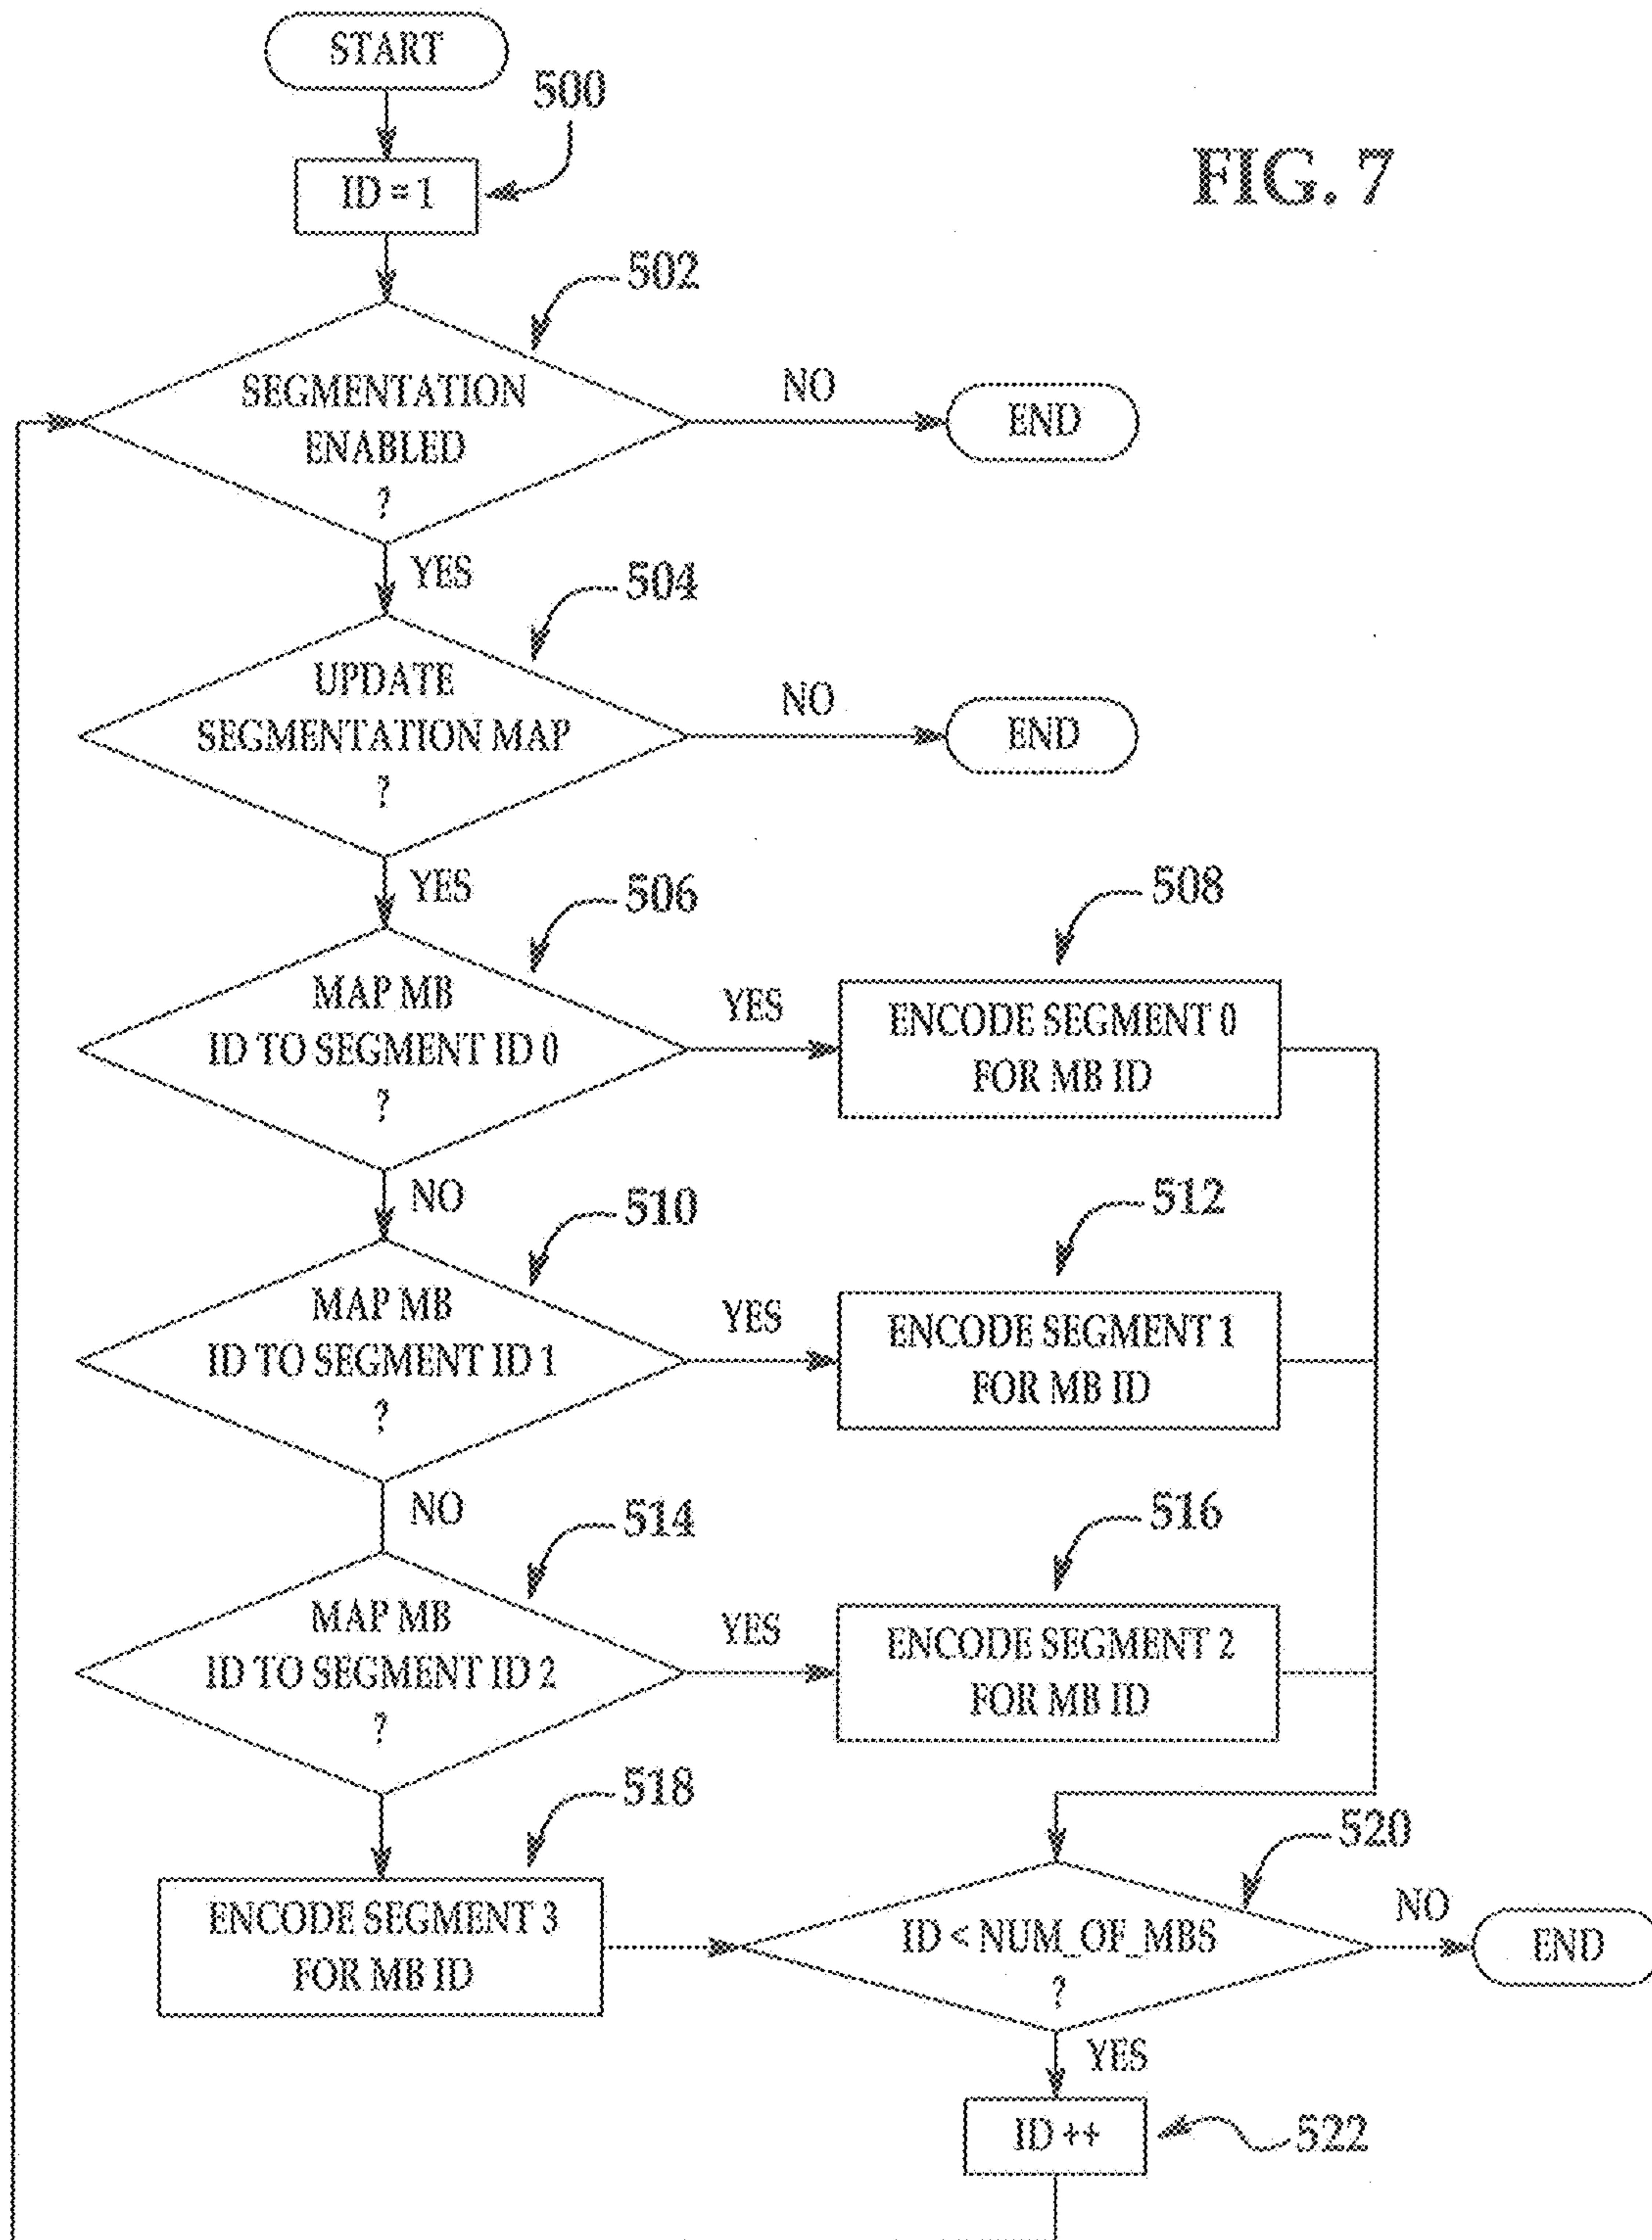 START
500
FIG. 7
ID = 1
502
SEGMENTATION
ENABLED
?
NO
END
YES
504
UPDATE
SEGMENTATION MAP
?
NO
END
YES
506
508
MAP MB
ID TO SEGMENT ID 0
?
YES
ENCODE SEGMENT 0
FOR MB ID
NO
510
512
MAP MB
ID TO SEGMENT ID 1
?
YES
ENCODE SEGMENT 1
FOR MB ID
NO
514
516
MAP MB
ID TO SEGMENT ID 2
?
YES
ENCODE SEGMENT 2
FOR MB ID
518
520
ENCODE SEGMENT 3
FOR MB ID
ID < NUM_OF_MBS
?
NO
END
YES
ID ++
522